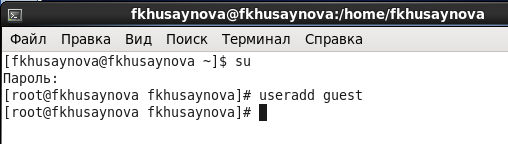 fkhusaynova@fkhusaynova:/home/fkhusaynova
Файл Правка Вид Поиск Терминал Справка
[fkhusaynova@fkhusaynova ~]$ su
Пароль:
[root@fkhusaynova fkhusaynova]# useradd guest
[root@fkhusaynova fkhusaynova]#